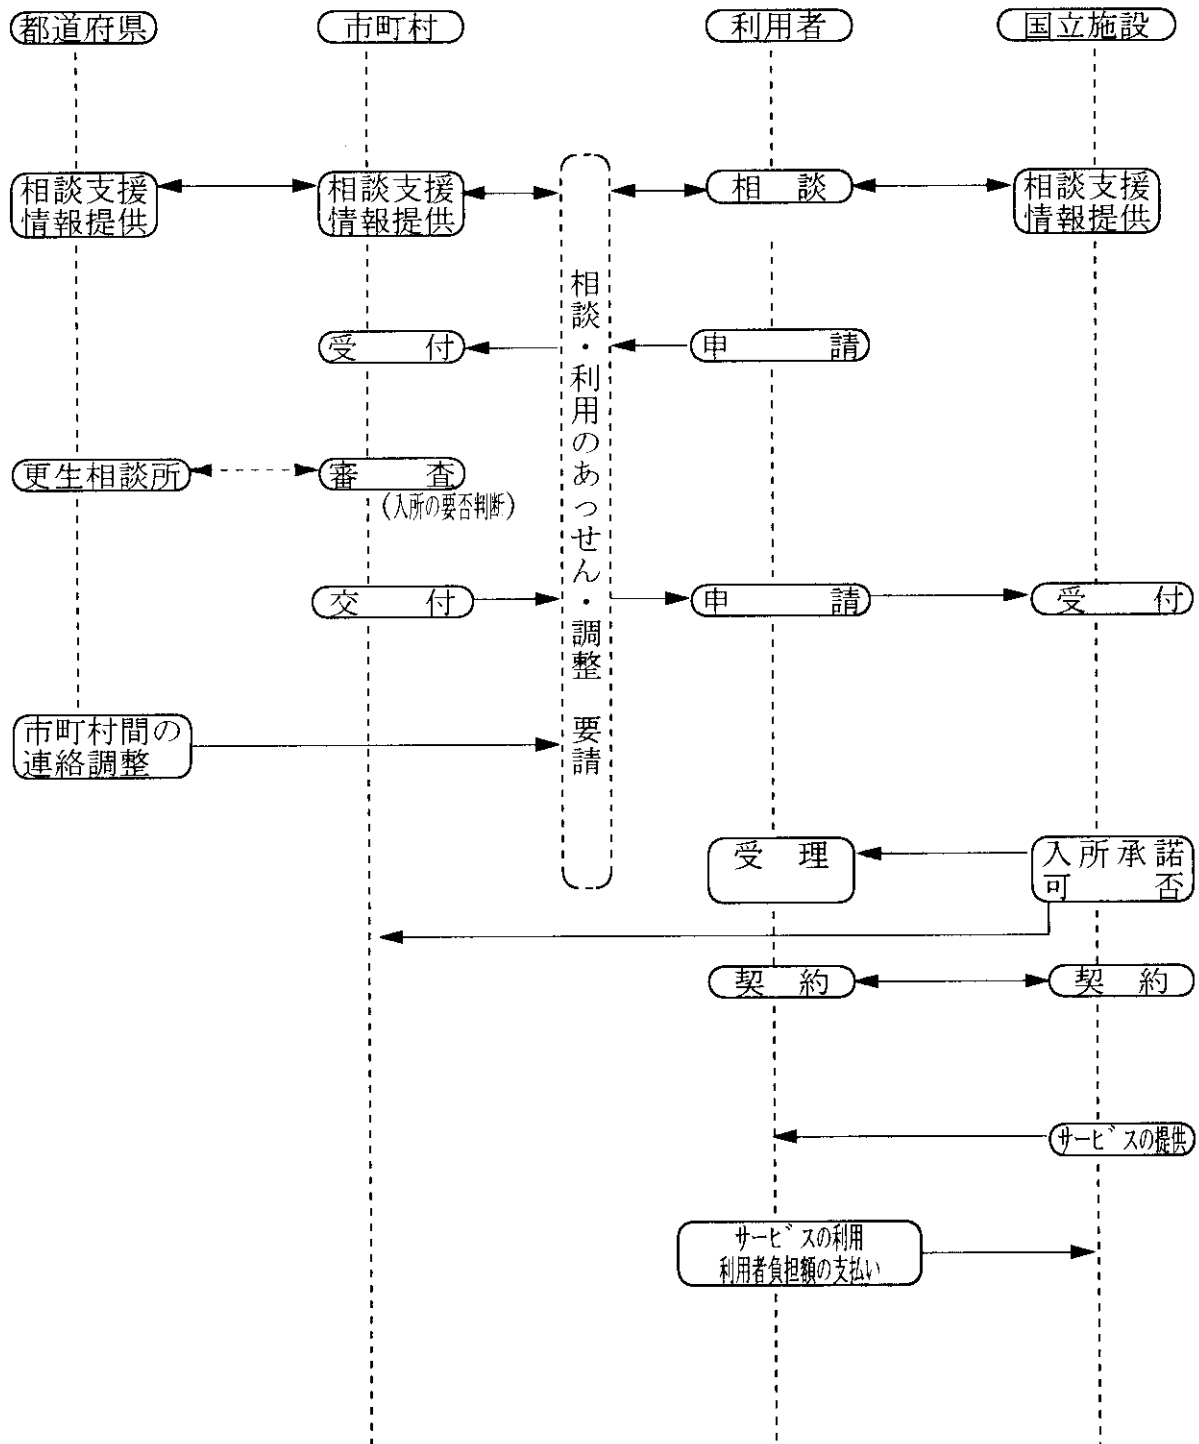 都道府県
市町村
利用者
国立施設
相談支援
情報提供
相談支援
情報提供
相 談
相談支援
情報提供
相談・利用のあっせん・調整 要請
受 付
申 請
更生相談所
審 査
(入所の要否判断)
交 付
申 請
受 付
市町村間の
連絡調整
受 理
入所承諾
可 否
契 約
契 約
サービスの提供
サービスの利用
利用者負担額の支払い